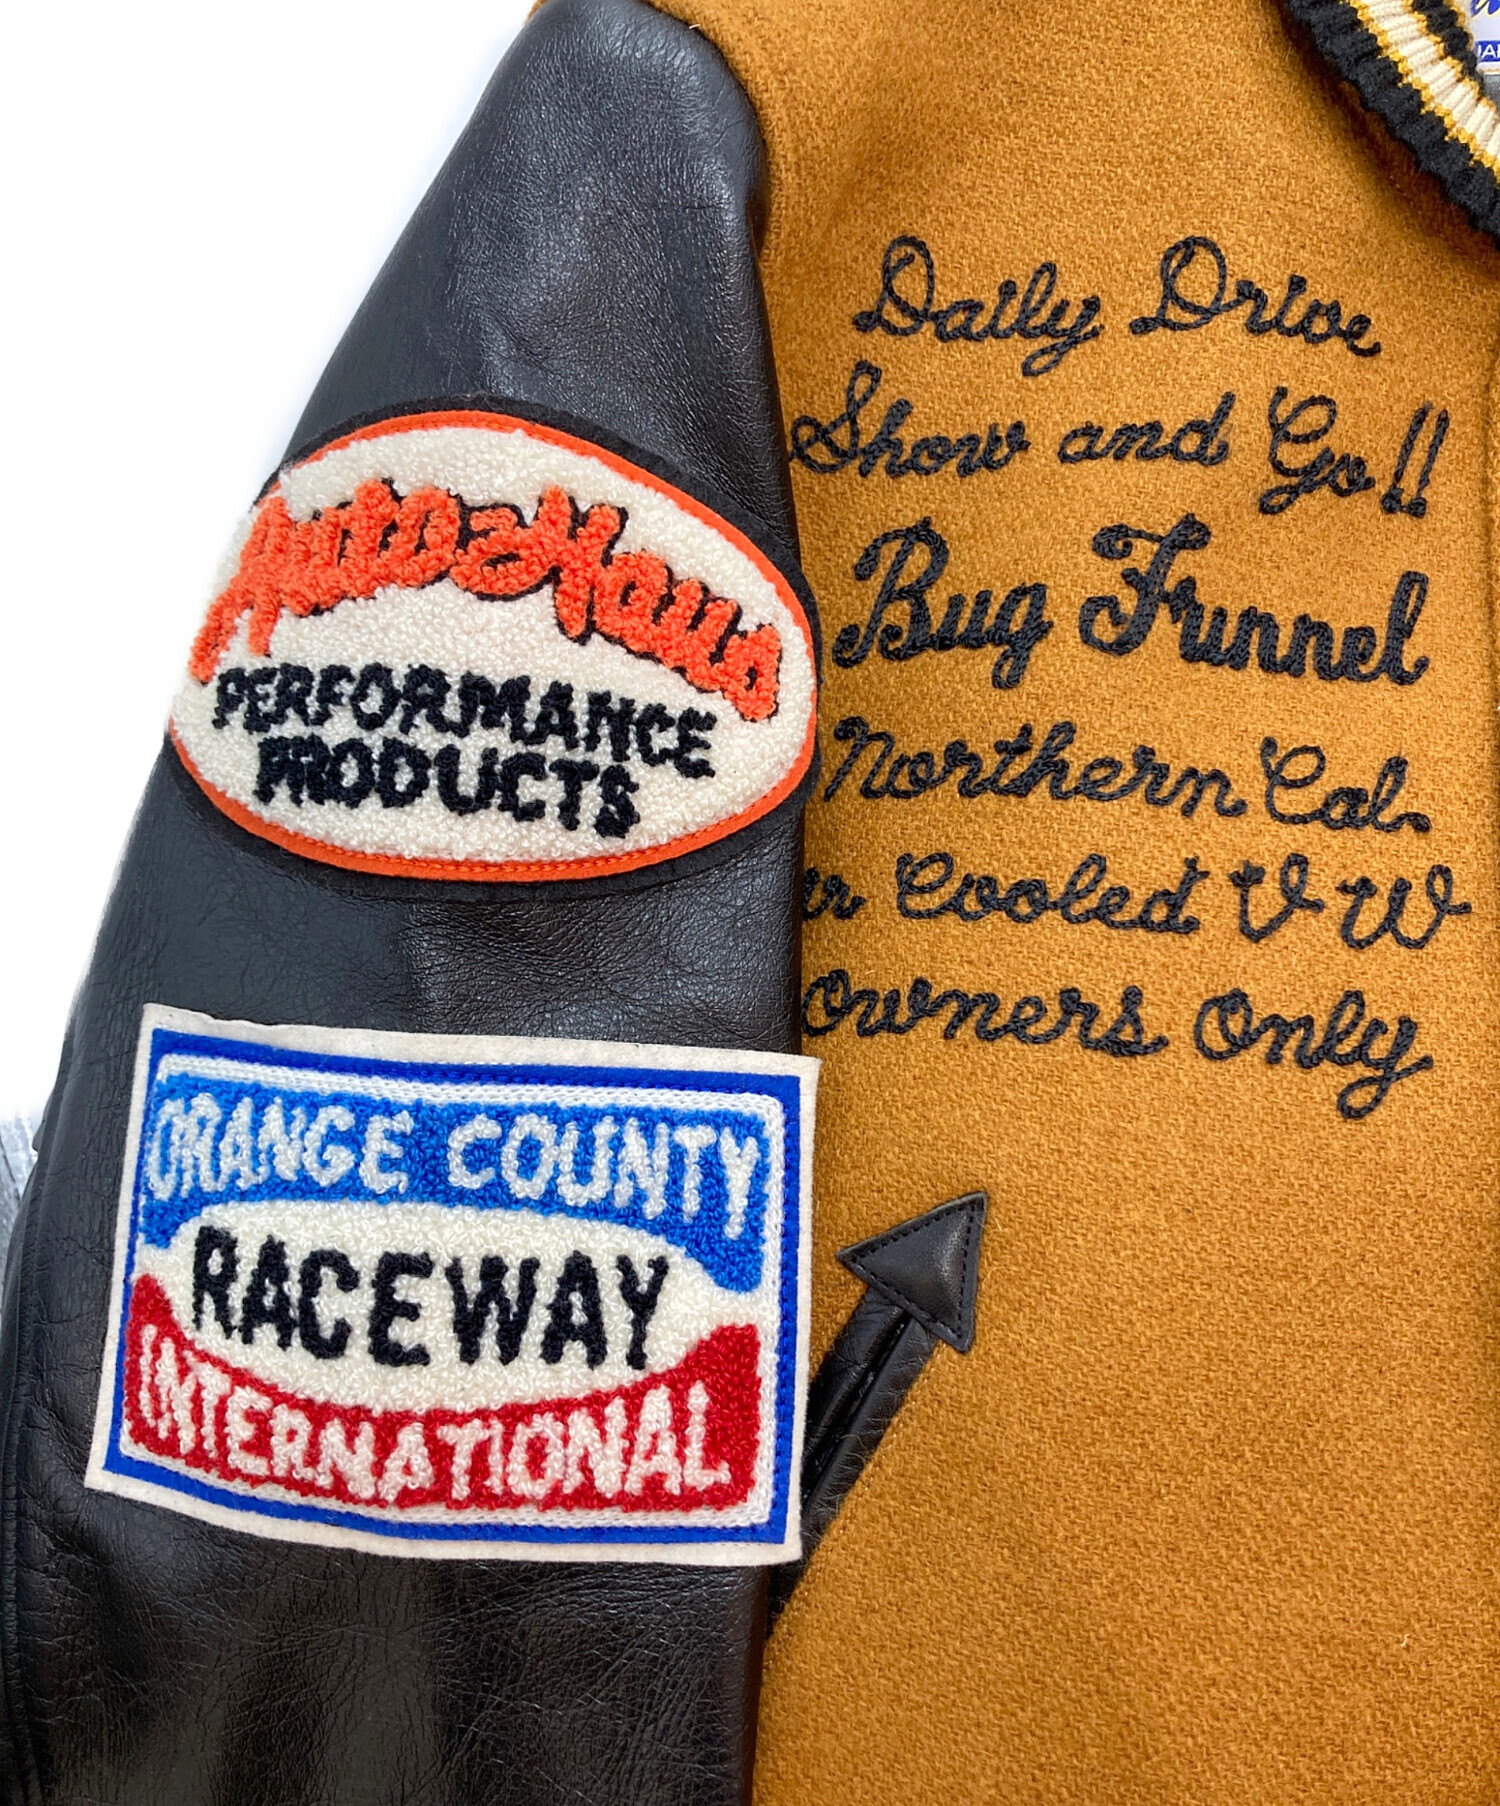 Daily Drive
Show and Go!!
Bug Funnel
Northern Cal.
Cooled VW
Owners Only
AutoHaus
PERFORMANCE
PRODUCTS
ORANGE COUNTY
RACEWAY
INTERNATIONAL